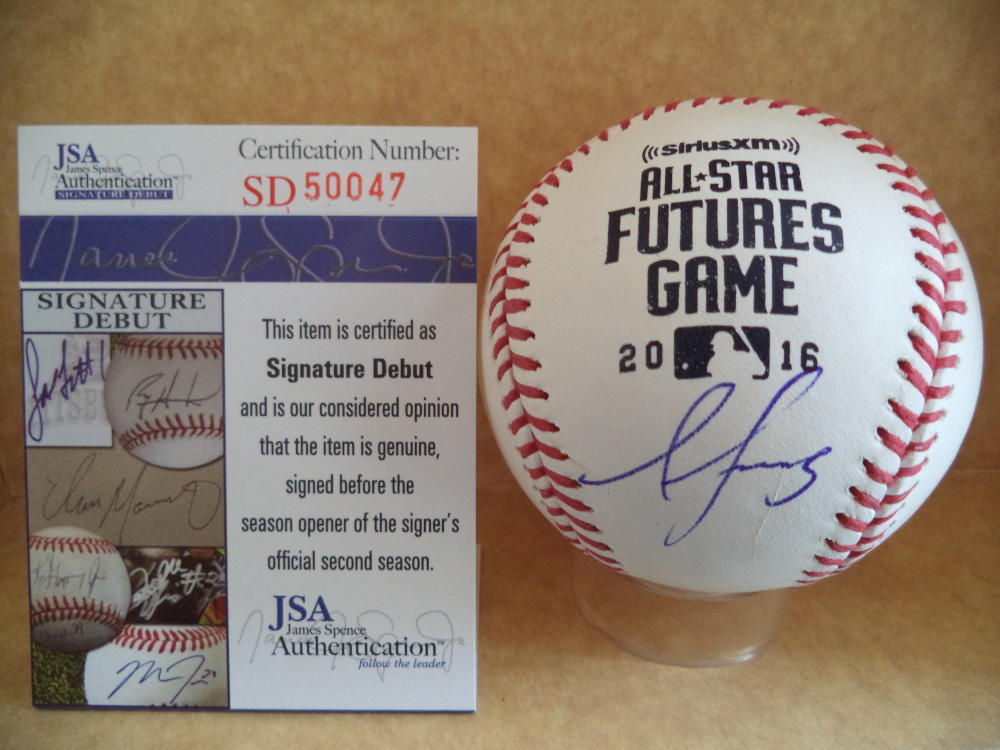 JSA
James Spence
Authentication
SIGNATURE DEBUT
Certification Number:
SD 50047
SIGNATURE
DEBUT
This item is certified as
Signature Debut
and is our considered opinion
that the item is genuine,
signed before the
season opener of the signer's
official second season.
JSA
James Spence
Authentication™
follow the leader
SiriusXM
ALL★STAR
FUTURES
GAME
20 16